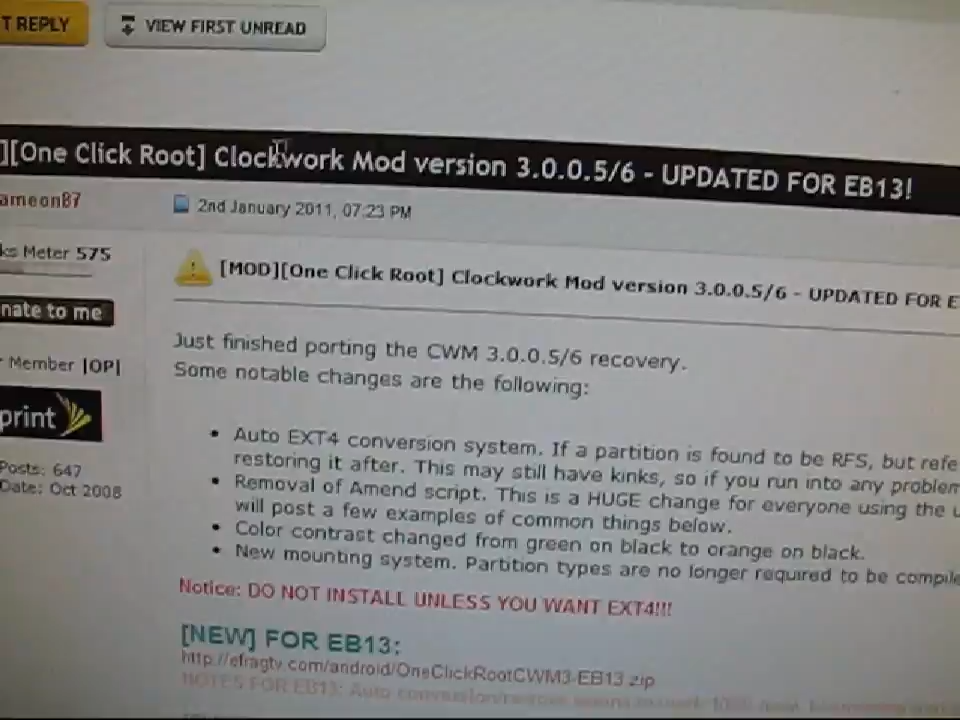 T REPLY
VIEW FIRST UNREAD
][One Click Root] Clockwork Mod version 3.0.0.5/6 - UPDATED FOR EB13!
ameon87
2nd January 2011, 07:23 PM
ks Meter 575
[MOD][One Click Root] Clockwork Mod version 3.0.0.5/6 - UPDATED FOR E
nate to me
Just finished porting the CWM 3.0.0.5/6 recovery.
r Member |OP|
Some notable changes are the following:
print
• Auto EXT4 conversion system. If a partition is found to be RFS, but refe
restoring it after. This may still have kinks, so if you run into any problem
Posts: 647
• Removal of Amend script. This is a HUGE change for everyone using the u
Date: Oct 2008
will post a few examples of common things below.
• Color contrast changed from green on black to orange on black.
• New mounting system. Partition types are no longer required to be compile
Notice: DO NOT INSTALL UNLESS YOU WANT EXT4!!!
[NEW] FOR EB13:
http://efragtv.com/android/OneClickRootCWM3-EB13.zip
NOTES FOR EB13: Auto